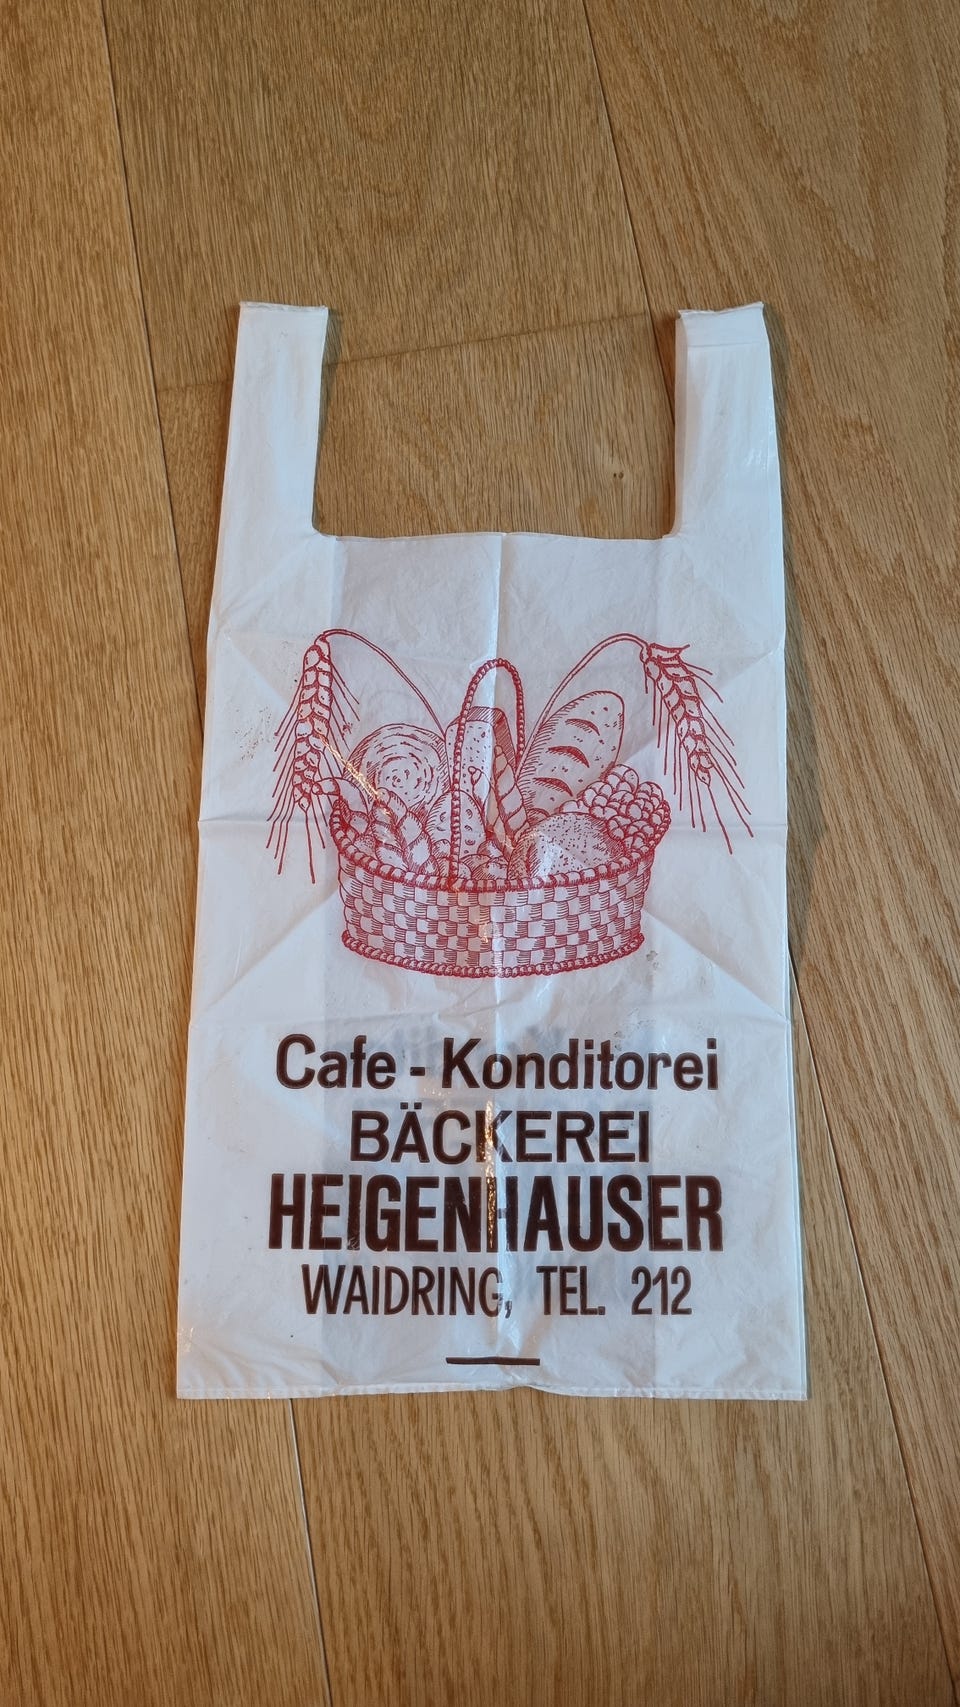 Cafe - Konditorei
BÄCKEREI
HEIGENHAUSER
WAIDRING, TEL. 212